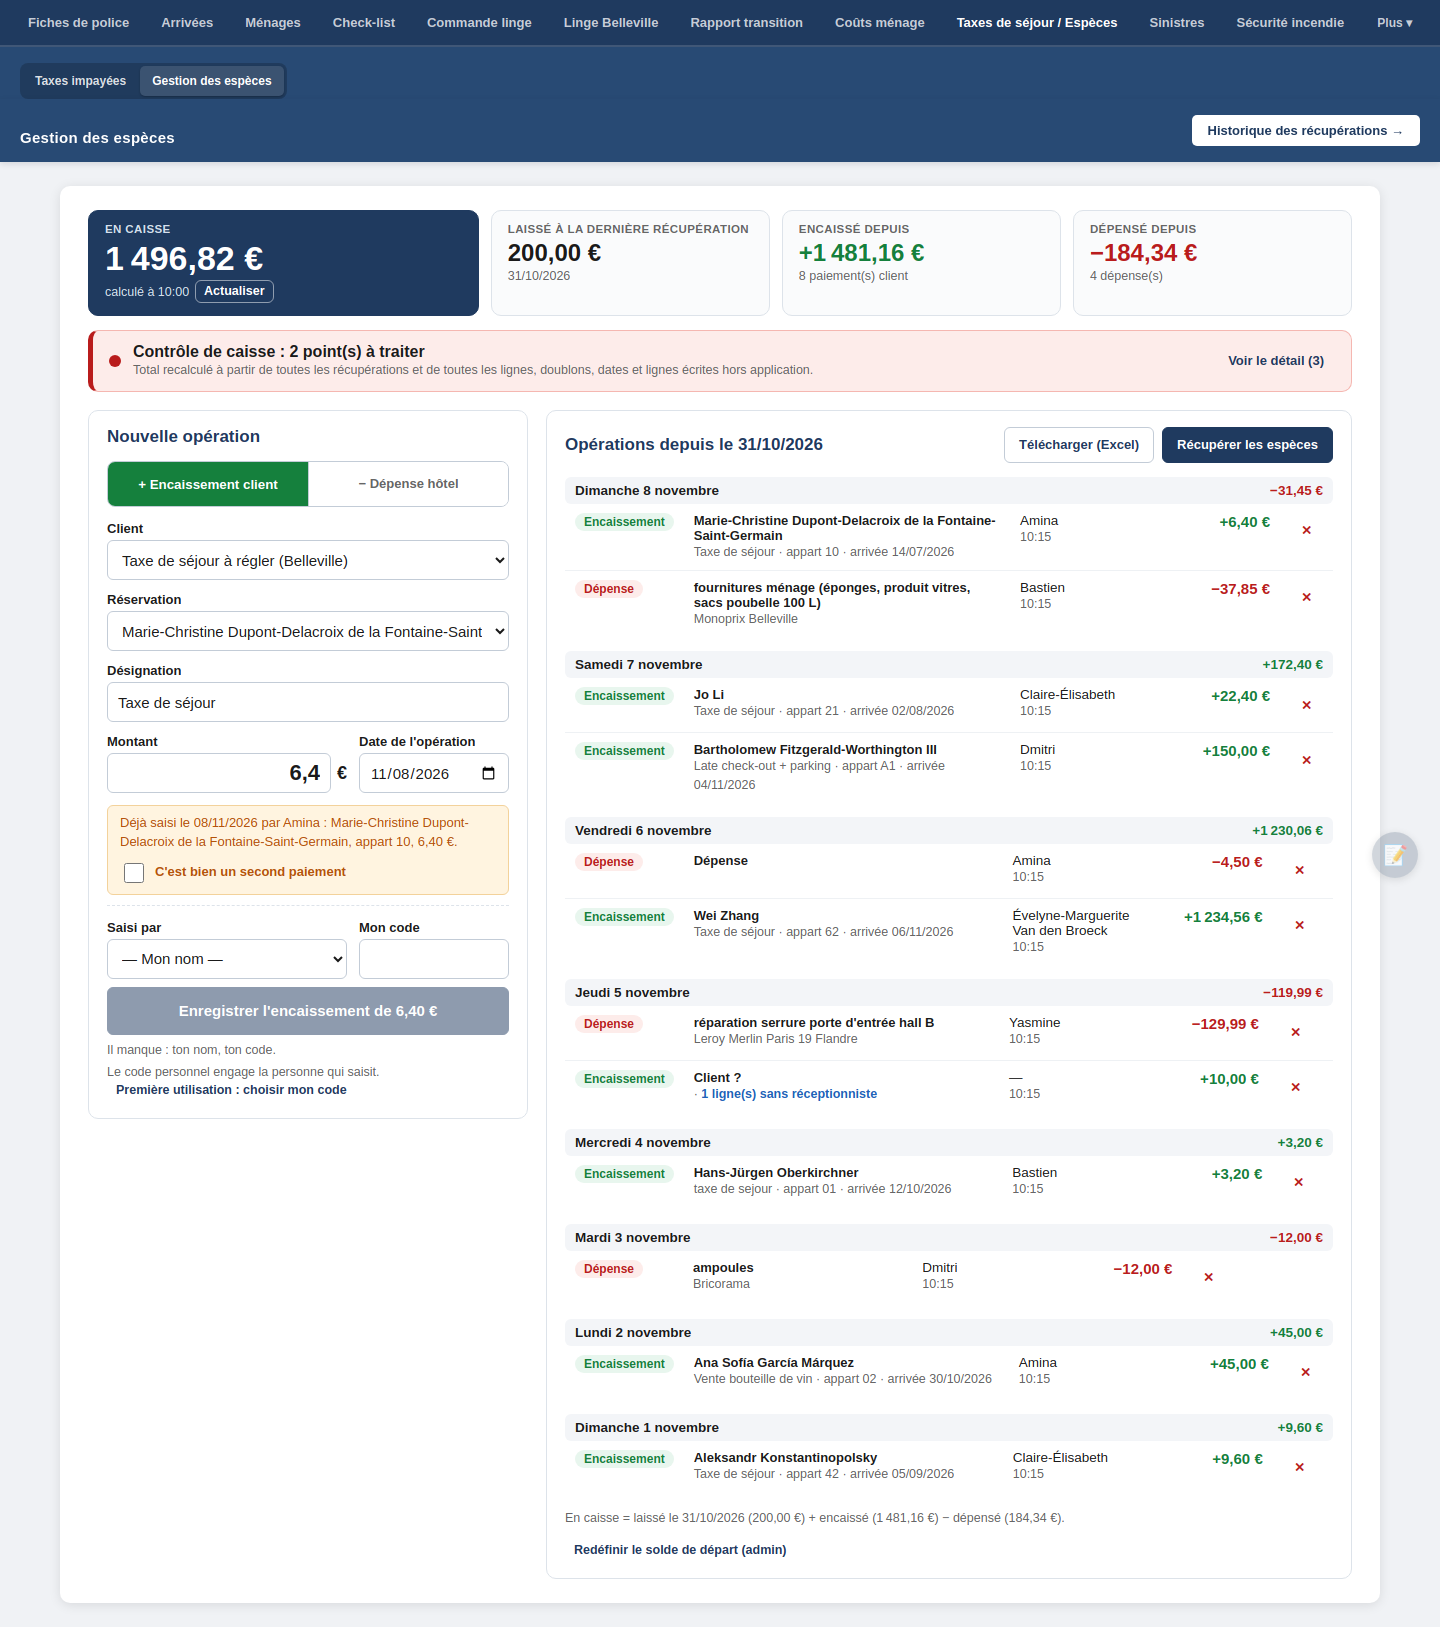 Fiches de police Arrivées Ménages Check-list Commande linge Linge Belleville Rapport transition Coûts ménage Taxes de séjour / Espèces Sinistres Sécurité incendie Plus ▾
Taxes impayées Gestion des espèces
Gestion des espèces
Historique des récupérations →
EN CAISSE
1 496,82 €
calculé à 10:00 Actualiser
LAISSÉ À LA DERNIÈRE RÉCUPÉRATION
200,00 €
31/10/2026
ENCAISSÉ DEPUIS
+1 481,16 €
8 paiement(s) client
DÉPENSÉ DEPUIS
−184,34 €
4 dépense(s)
Contrôle de caisse : 2 point(s) à traiter
Total recalculé à partir de toutes les récupérations et de toutes les lignes, doublons, dates et lignes écrites hors application.
Voir le détail (3)
Nouvelle opération
+ Encaissement client − Dépense hôtel
Client
Taxe de séjour à régler (Belleville)
Réservation
Marie-Christine Dupont-Delacroix de la Fontaine-Saint
Désignation
Taxe de séjour
Montant Date de l'opération
6,4 € 11/08/2026
Déjà saisi le 08/11/2026 par Amina : Marie-Christine Dupont-
Delacroix de la Fontaine-Saint-Germain, appart 10, 6,40 €.
C'est bien un second paiement
Saisi par Mon code
— Mon nom —
Enregistrer l'encaissement de 6,40 €
Il manque : ton nom, ton code.
Le code personnel engage la personne qui saisit.
Première utilisation : choisir mon code
Opérations depuis le 31/10/2026
Télécharger (Excel) Récupérer les espèces
Dimanche 8 novembre −31,45 €
Encaissement Marie-Christine Dupont-Delacroix de la Fontaine- Amina +6,40 € ×
Saint-Germain 10:15
Taxe de séjour · appart 10 · arrivée 14/07/2026
Dépense fournitures ménage (éponges, produit vitres, Bastien −37,85 € ×
sacs poubelle 100 L) 10:15
Monoprix Belleville
Samedi 7 novembre +172,40 €
Encaissement Jo Li Claire-Élisabeth +22,40 € ×
Taxe de séjour · appart 21 · arrivée 02/08/2026 10:15
Encaissement Bartholomew Fitzgerald-Worthington III Dmitri +150,00 € ×
Late check-out + parking · appart A1 · arrivée 10:15
04/11/2026
Vendredi 6 novembre +1 230,06 €
Dépense Dépense Amina −4,50 € ×
10:15
Encaissement Wei Zhang Évelyne-Marguerite +1 234,56 € ×
Taxe de séjour · appart 62 · arrivée 06/11/2026 Van den Broeck
10:15
Jeudi 5 novembre −119,99 €
Dépense réparation serrure porte d'entrée hall B Yasmine −129,99 € ×
Leroy Merlin Paris 19 Flandre 10:15
Encaissement Client ? — +10,00 € ×
· 1 ligne(s) sans réceptionniste 10:15
Mercredi 4 novembre +3,20 €
Encaissement Hans-Jürgen Oberkirchner Bastien +3,20 € ×
taxe de sejour · appart 01 · arrivée 12/10/2026 10:15
Mardi 3 novembre −12,00 €
Dépense ampoules Dmitri −12,00 € ×
Bricorama 10:15
Lundi 2 novembre +45,00 €
Encaissement Ana Sofía García Márquez Amina +45,00 € ×
Vente bouteille de vin · appart 02 · arrivée 30/10/2026 10:15
Dimanche 1 novembre +9,60 €
Encaissement Aleksandr Konstantinopolsky Claire-Élisabeth +9,60 € ×
Taxe de séjour · appart 42 · arrivée 05/09/2026 10:15
En caisse = laissé le 31/10/2026 (200,00 €) + encaissé (1 481,16 €) − dépensé (184,34 €).
Redéfinir le solde de départ (admin)